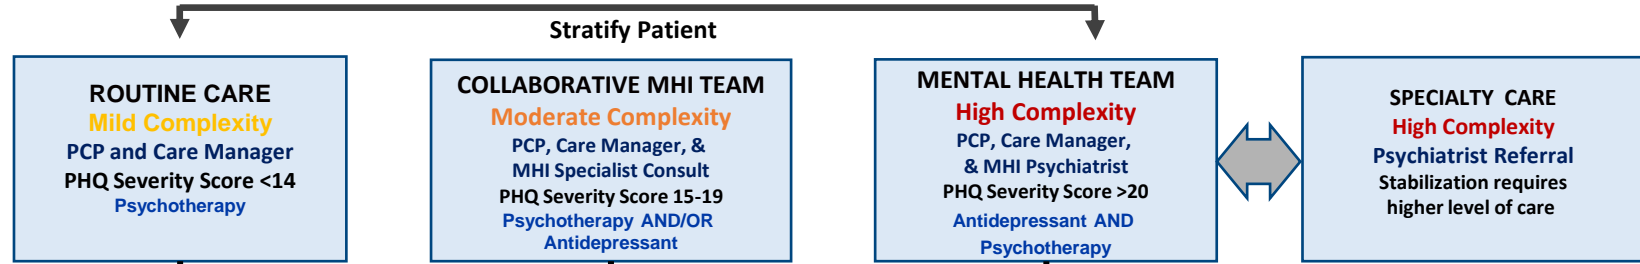 Stratify Patient
ROUTINE CARE
Mild Complexity
PCP and Care Manager
PHQ Severity Score <14
Psychotherapy
COLLABORATIVE MHI TEAM
Moderate Complexity
PCP, Care Manager, &
MHI Specialist Consult
PHQ Severity Score 15-19
Psychotherapy AND/OR
Antidepressant
MENTAL HEALTH TEAM
High Complexity
PCP, Care Manager,
& MHI Psychiatrist
PHQ Severity Score >20
Antidepressant AND
Psychotherapy
SPECIALTY CARE
High Complexity
Psychiatrist Referral
Stabilization requires
higher level of care